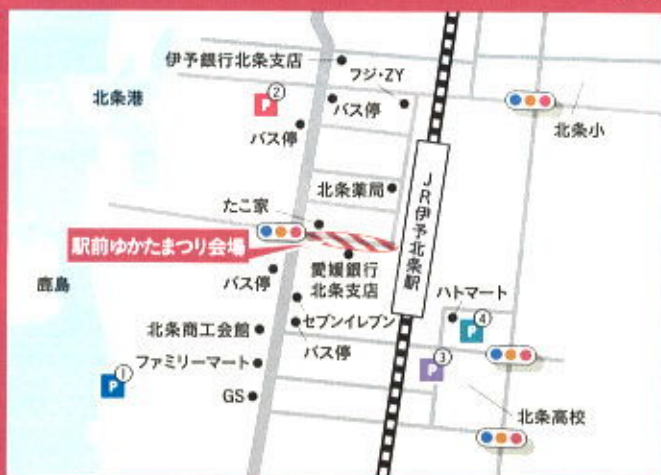 伊予銀行北条支店
フジ・ZY
北条港
P②
バス停
バス停
北条小
北条薬局
JR伊予北条駅
たこ家
駅前ゆかたまつり会場
愛媛銀行
北条支店
鹿島
バス停
ハトマート
P④
セブンイレブン
北条商工会館
バス停
P③
ファミリーマート
P①
GS
北条高校